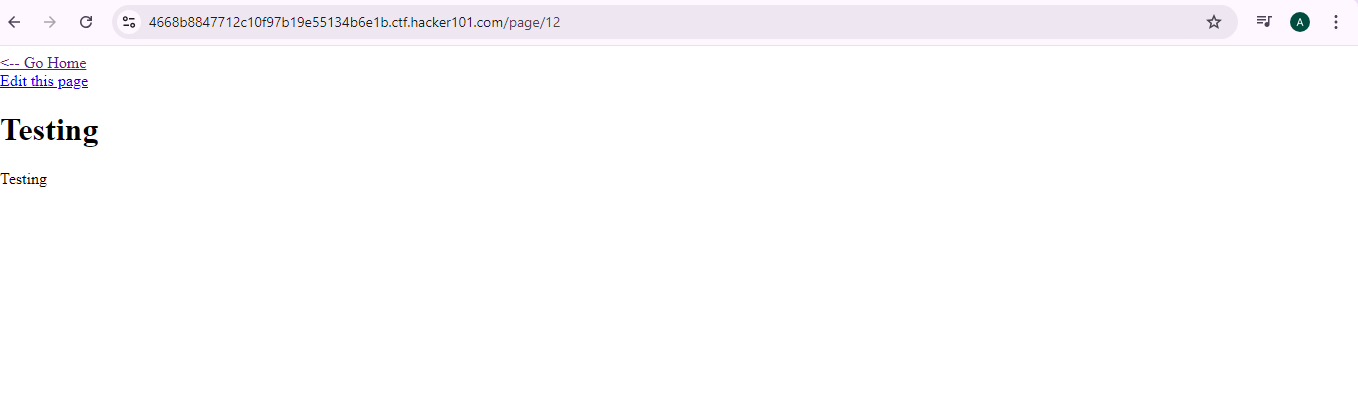 4668b8847712c10f97b19e55134b6e1b.ctf.hacker101.com/page/12
A
<-- Go Home
Edit this page
Testing
Testing